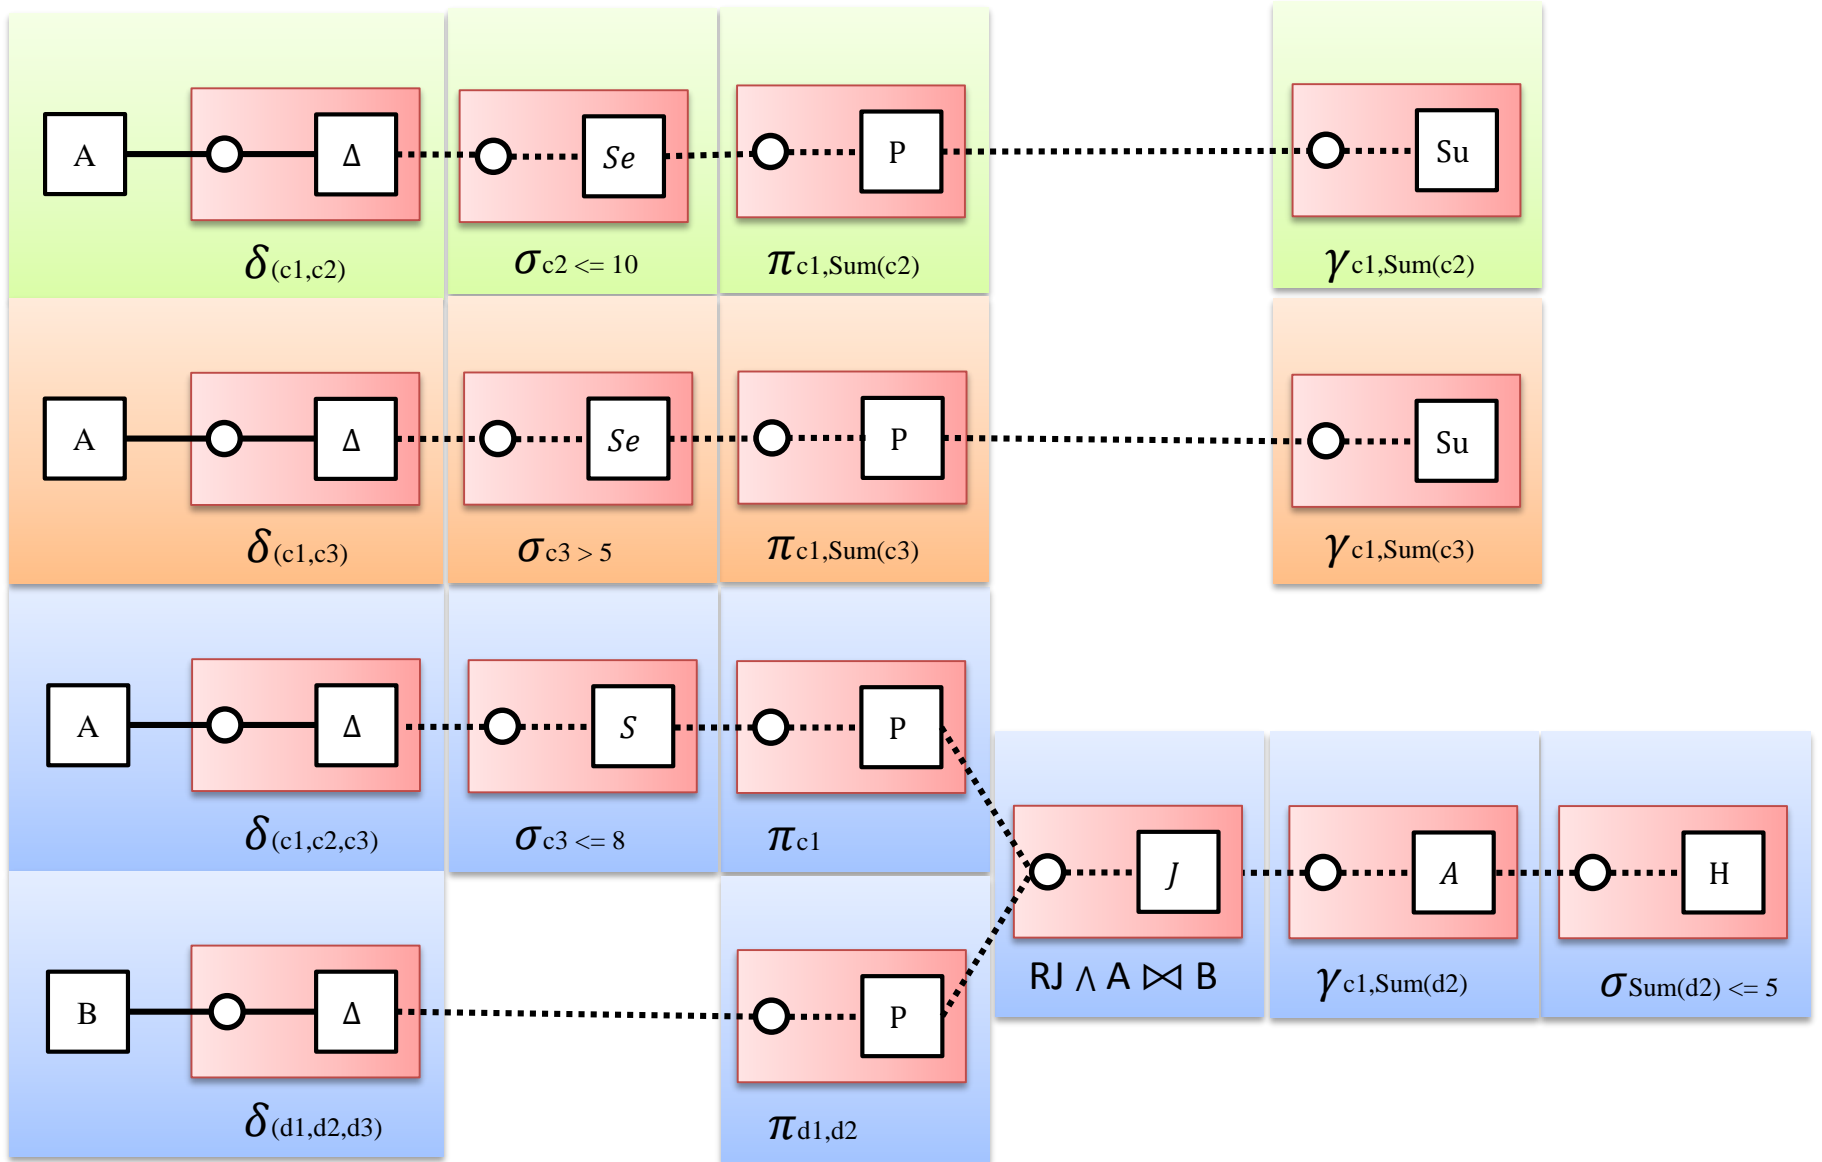 A Δ Se P Su
δ(c1,c2) σc2 <= 10 πc1,Sum(c2) γc1,Sum(c2)
A Δ Se P Su
δ(c1,c3) σc3 > 5 πc1,Sum(c3) γc1,Sum(c3)
A Δ S P
δ(c1,c2,c3) σc3 <= 8 πc1
J A H
RJ ∧ A ⋈ B γc1,Sum(d2) σSum(d2) <= 5
B Δ P
δ(d1,d2,d3) πd1,d2